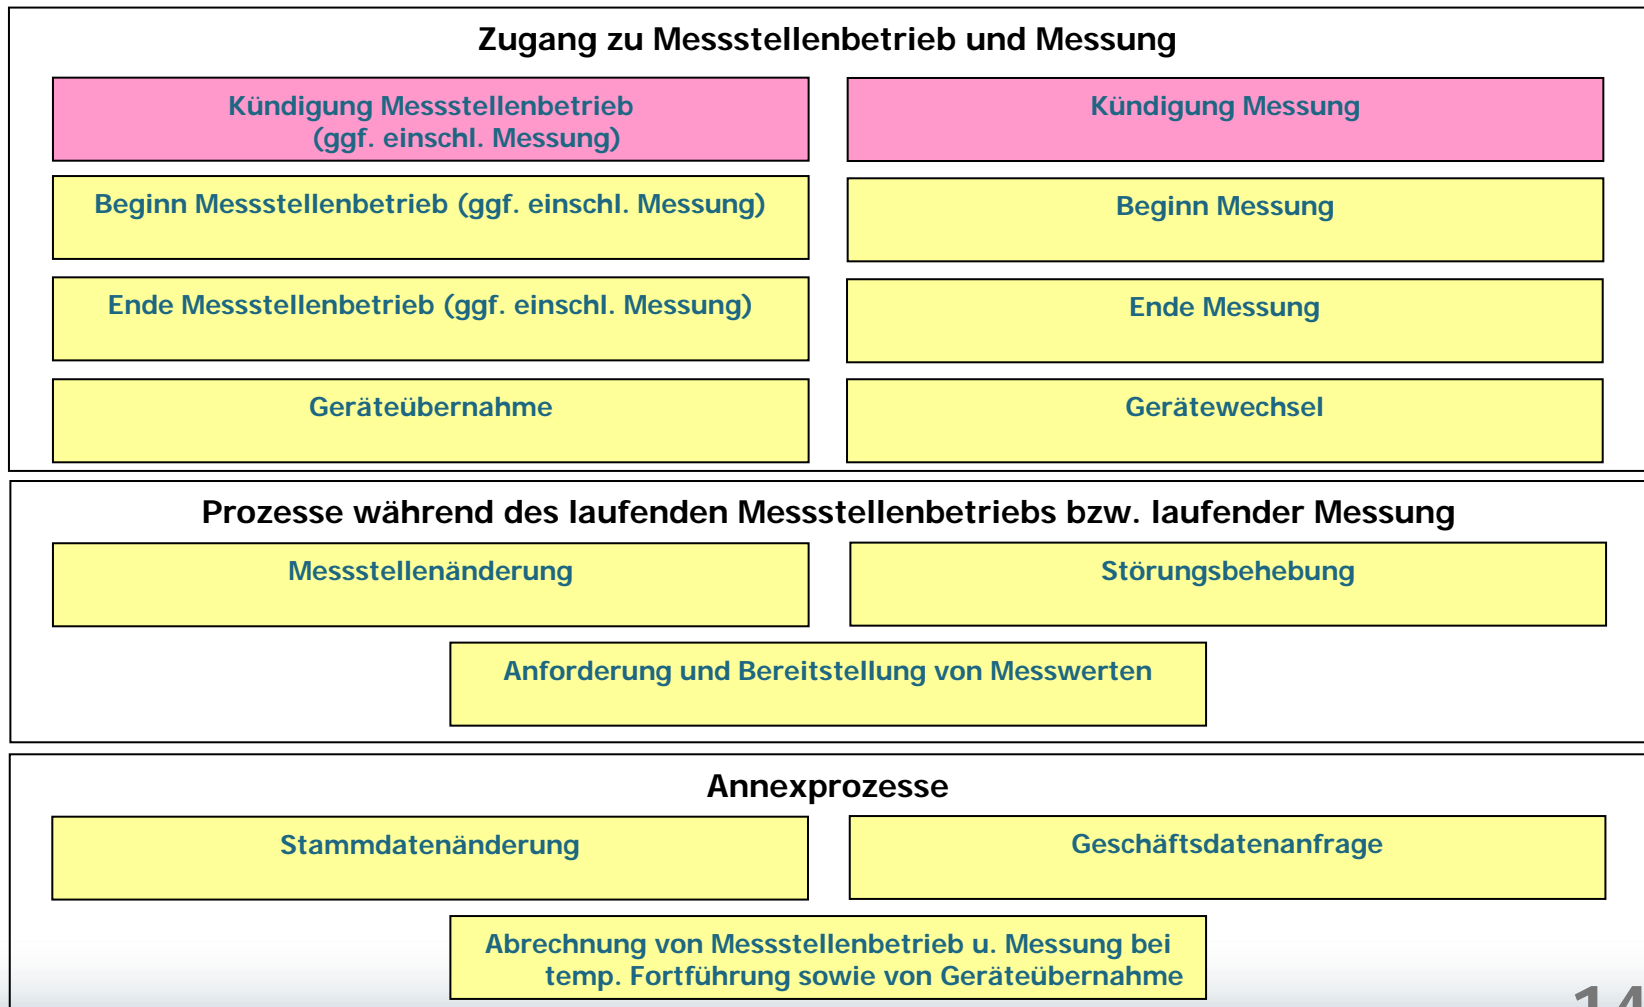 Zugang zu Messstellenbetrieb und Messung
Kündigung Messstellenbetrieb
(ggf. einschl. Messung)
Kündigung Messung
Beginn Messstellenbetrieb (ggf. einschl. Messung)
Beginn Messung
Ende Messstellenbetrieb (ggf. einschl. Messung)
Ende Messung
Geräteübernahme
Gerätewechsel
Prozesse während des laufenden Messstellenbetriebs bzw. laufender Messung
Messstellenänderung
Störungsbehebung
Anforderung und Bereitstellung von Messwerten
Annexprozesse
Stammdatenänderung
Geschäftsdatenanfrage
Abrechnung von Messstellenbetrieb u. Messung bei
temp. Fortführung sowie von Geräteübernahme
14